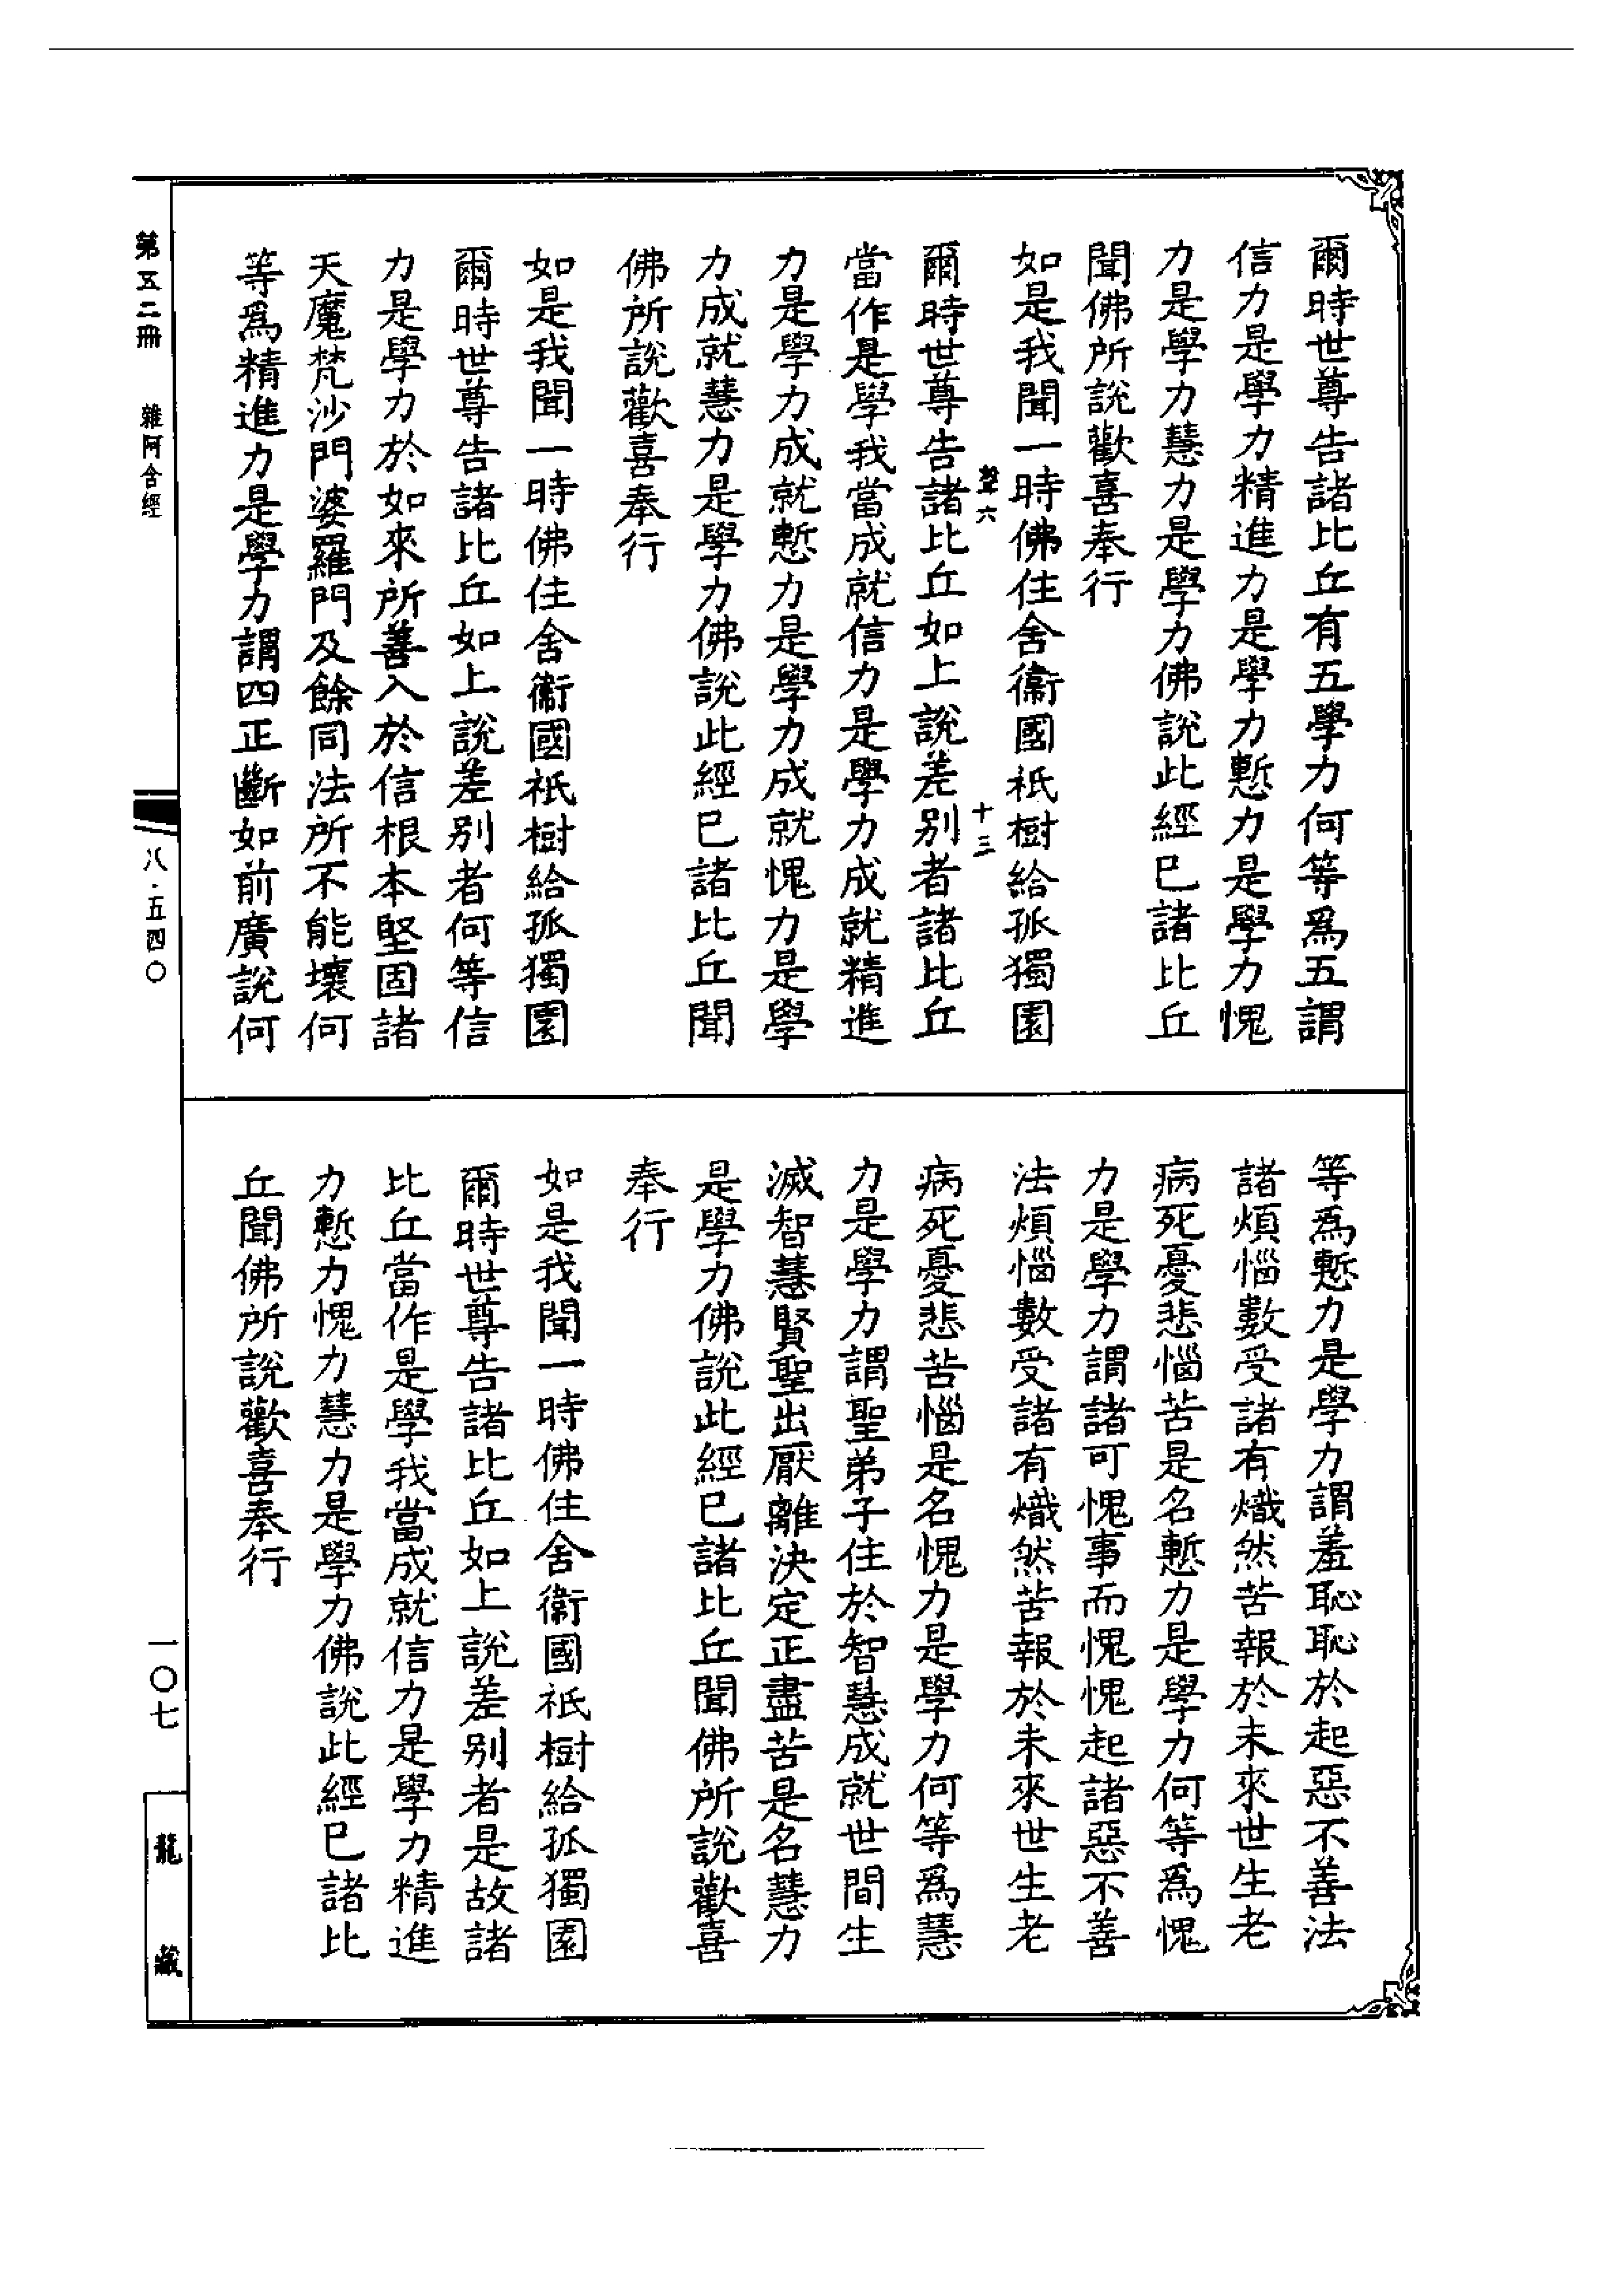 爾時世尊告諸比丘有五學力何等爲五謂
信力是學力精進力是學力慙力是學力愧
力是學力慧力是學力佛說此經已諸比丘
聞佛所說歡喜奉行
如是我聞一時佛住舍衞國祇樹給孤獨園
六 十三
爾時世尊告諸比丘如上說差别者諸比丘
當作是學我當成就信力是學力成就精進
力是學力成就慙力是學力成就愧力是學
力成就慧力是學力佛說此經已諸比丘聞
佛所說歡喜奉行
如是我聞一時佛住舍衞國祇樹給孤獨園
爾時世尊告諸比丘如上說差别者何等信
力是學力於如來所善入於信根本堅固諸
天魔梵沙門婆羅門及餘同法所不能壞何
等爲精進力是學力謂四正斷如前廣說何
等爲慙力是學力謂羞恥恥於起惡不善法
諸煩惱數受諸有熾然苦報於未來世生老
病死憂悲惱苦是名慙力是學力何等爲愧
力是學力謂諸可愧事而愧愧起諸惡不善
法煩惱數受諸有熾然苦報於未來世生老
病死憂悲苦惱是名愧力是學力何等爲慧
力是學力謂聖弟子住於智慧成就世間生
滅智慧賢聖出厭離決定正盡苦是名慧力
是學力佛說此經已諸比丘聞佛所說歡喜
奉行
如是我聞一時佛住舍衞國祇樹給孤獨園
爾時世尊告諸比丘如上說差别者是故諸
比丘當作是學我當成就信力是學力精進
力慙力愧力慧力是學力佛說此經已諸比
丘聞佛所說歡喜奉行
第五二冊 雜阿含經
八·五四〇
一〇七
龍藏